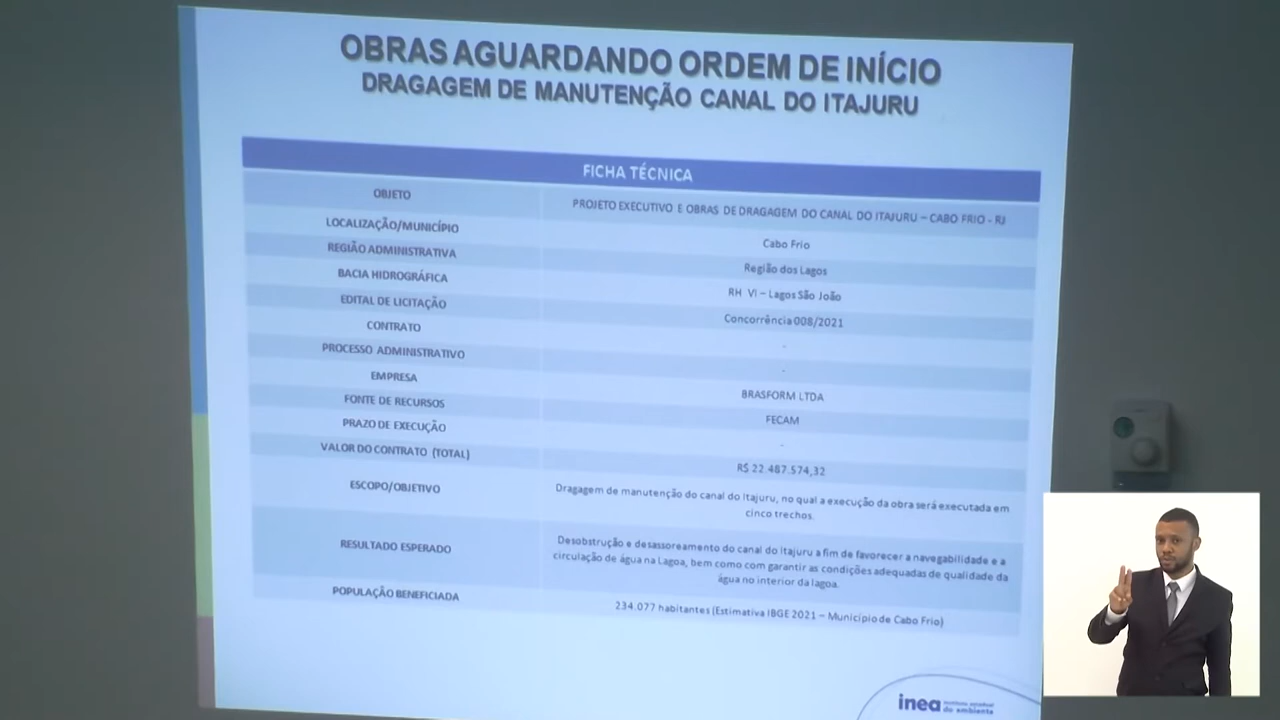 OBRAS AGUARDANDO ORDEM DE INÍCIO
DRAGAGEM DE MANUTENÇÃO CANAL DO ITAJURU
FICHA TÉCNICA
OBJETO
PROJETO EXECUTIVO E OBRAS DE DRAGAGEM DO CANAL DO ITAJURU – CABO FRIO - RJ
LOCALIZAÇÃO/MUNICÍPIO
Cabo Frio
REGIÃO ADMINISTRATIVA
Região dos Lagos
BACIA HIDROGRÁFICA
RH VI – Lagos São João
EDITAL DE LICITAÇÃO
Concorrência 008/2021
CONTRATO
-
PROCESSO ADMINISTRATIVO
-
EMPRESA
BRASFORM LTDA
FONTE DE RECURSOS
FECAM
PRAZO DE EXECUÇÃO
-
VALOR DO CONTRATO (TOTAL)
R$ 22.487.574,32
ESCOPO/OBJETIVO
Dragagem de manutenção do canal do Itajuru, no qual a execução da obra será executada em
cinco trechos.
RESULTADO ESPERADO
Desobstrução e desassoreamento do canal do Itajuru a fim de favorecer a navegabilidade e a
circulação de água na Lagoa, bem como com garantir as condições adequadas de qualidade da
água no interior da lagoa.
POPULAÇÃO BENEFICIADA
234.077 habitantes (Estimativa IBGE 2021 – Município de Cabo Frio)
inea instituto estadual
do ambiente